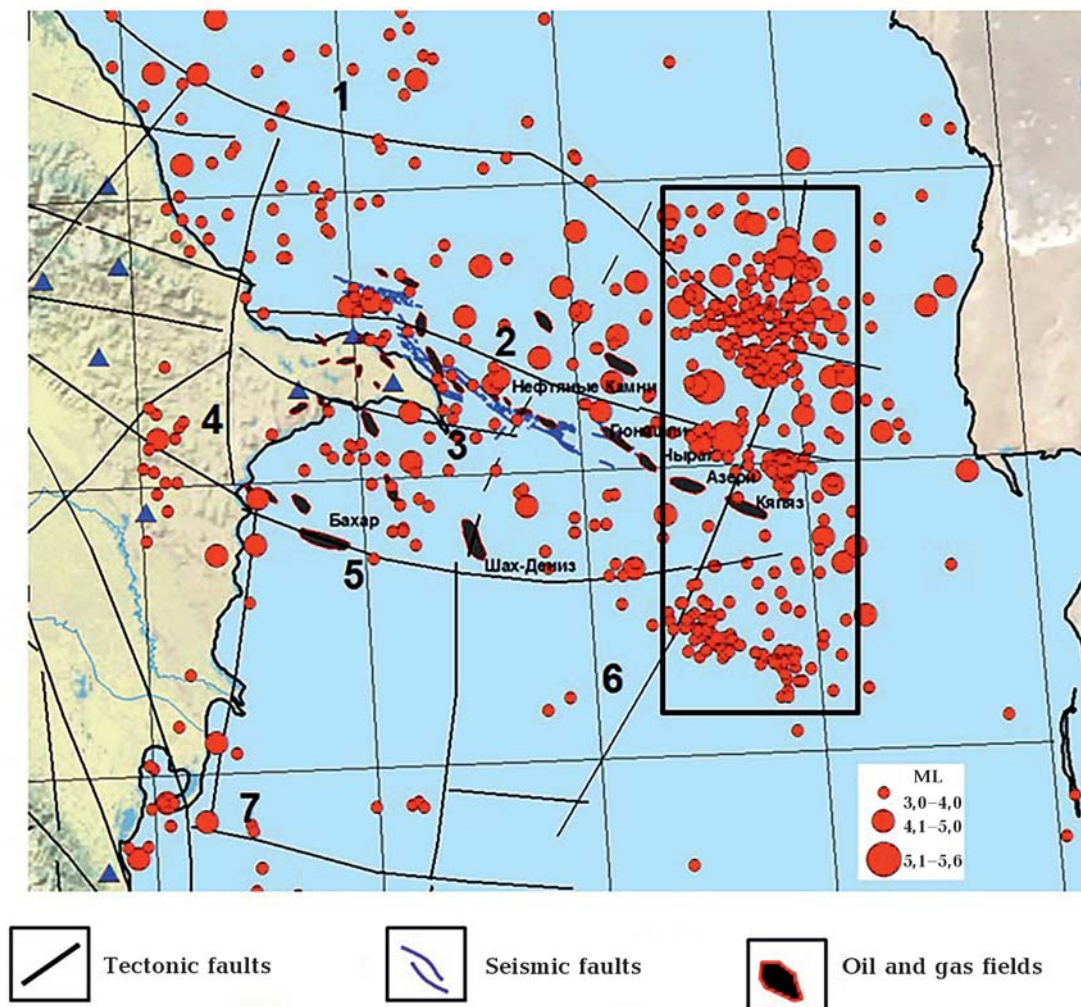 1
2
Нефтяные Камни
4
3
Гюнешли
Чыраг
Азери
Кяпяз
Бахар
5
Шах-Дениз
6
ML
3,0–4,0
4,1–5,0
5,1–5,6
7
Tectonic faults
Seismic faults
Oil and gas fields